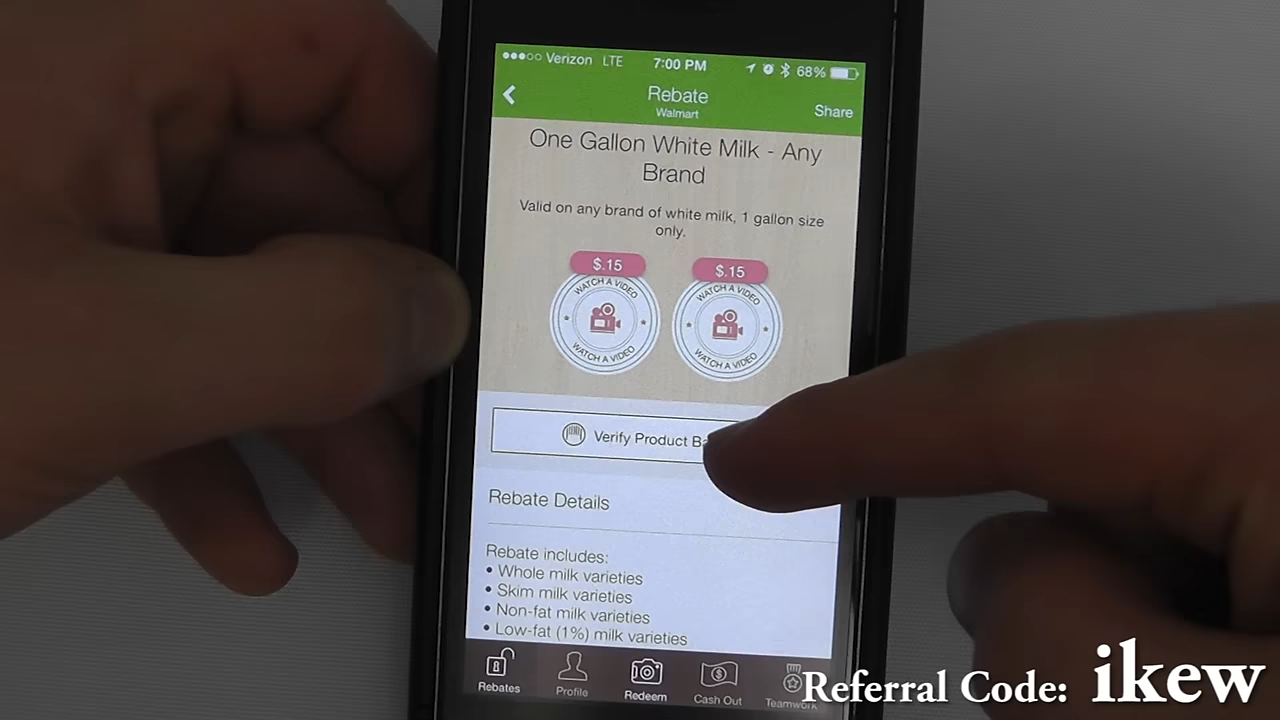 Verizon LTE 7:00 PM 68%
Rebate
Walmart
Share
One Gallon White Milk - Any
Brand
Valid on any brand of white milk, 1 gallon size
only.
$.15 $.15
WATCH A VIDEO WATCH A VIDEO
WATCH A VIDEO WATCH A VIDEO
Verify Product
Rebate Details
Rebate includes:
• Whole milk varieties
• Skim milk varieties
• Non-fat milk varieties
• Low-fat (1%) milk varieties
Rebates Profile Redeem Cash Out Teamwork
Referral Code: ikew